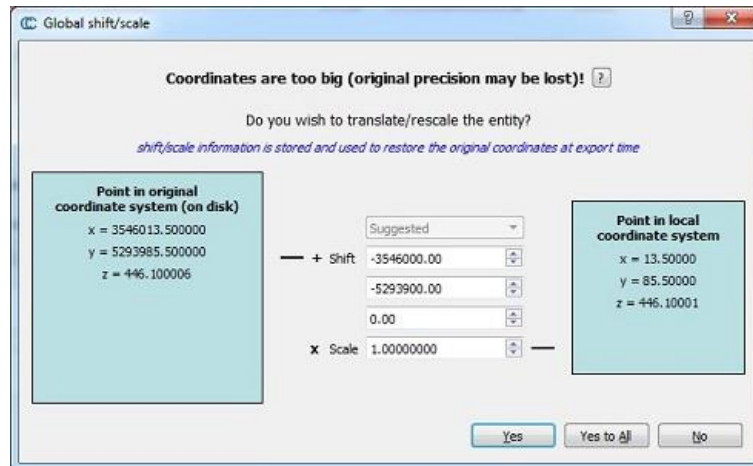 Global shift/scale
Coordinates are too big (original precision may be lost)! ?
Do you wish to translate/rescale the entity?
shift/scale information is stored and used to restore the original coordinates at export time
Point in original
coordinate system (on disk)
x = 3546013.500000
y = 5293985.500000
z = 446.100006
Suggested
+ Shift -3546000.00
-5293900.00
0.00
x Scale 1.00000000
Point in local
coordinate system
x = 13.50000
y = 85.50000
z = 446.10001
Yes Yes to All No